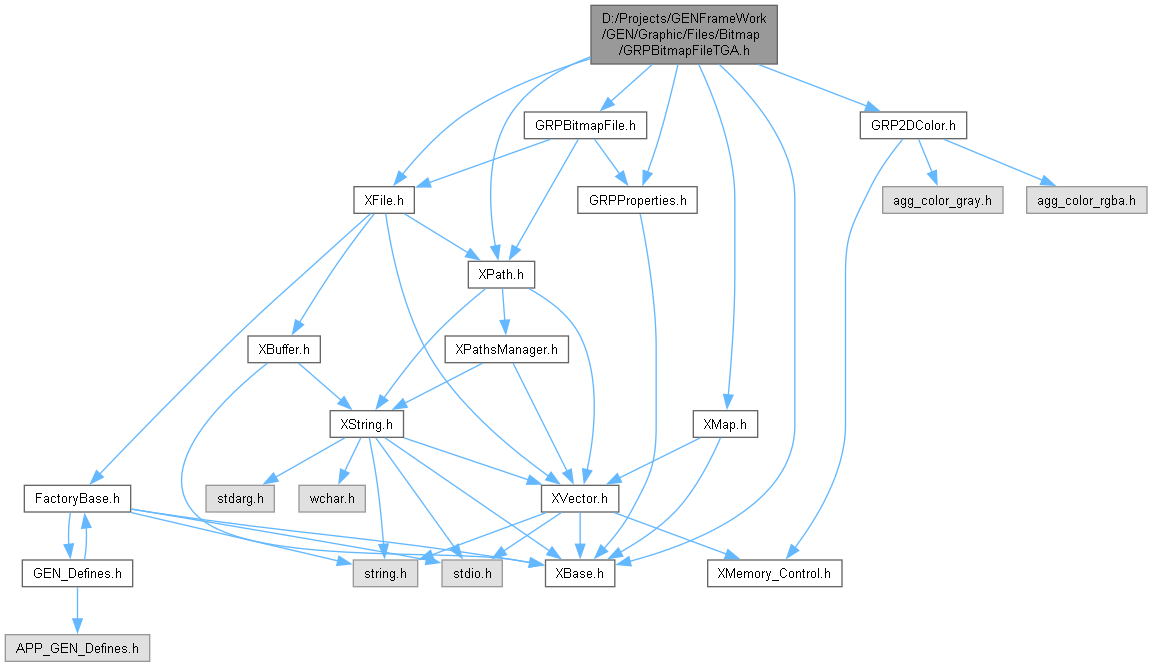 D:/Projects/GENFrameWork
/GEN/Graphic/Files/Bitmap
/GRPBitmapFileTGA.h
GRPBitmapFile.h
GRP2DColor.h
XFile.h
GRPProperties.h
agg_color_gray.h
agg_color_rgba.h
XPath.h
XBuffer.h
XPathsManager.h
XString.h
XMap.h
FactoryBase.h
stdarg.h
wchar.h
XVector.h
GEN_Defines.h
string.h
stdio.h
XBase.h
XMemory_Control.h
APP_GEN_Defines.h